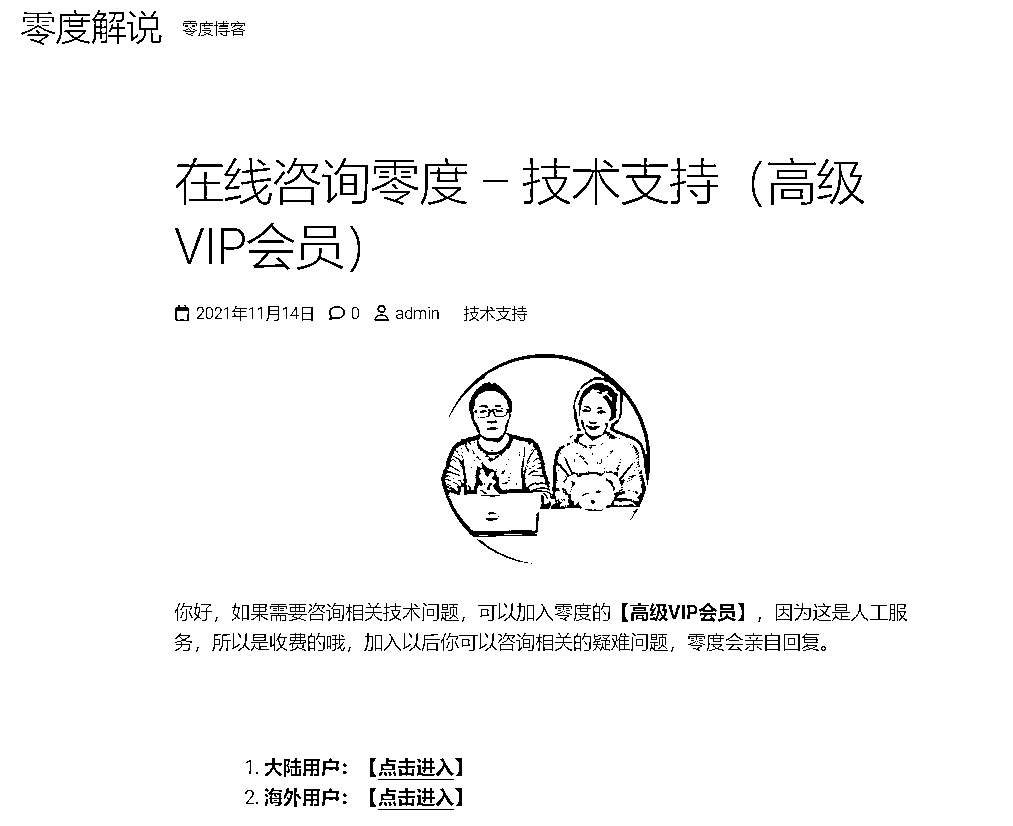 零度解说 零度博客
在线咨询零度 – 技术支持（高级
VIP会员）
2021年11月14日 0 admin 技术支持
你好，如果需要咨询相关技术问题，可以加入零度的【高级VIP会员】，因为这是人工服
务，所以是收费的哦，加入以后你可以咨询相关的疑难问题，零度会亲自回复。
1. 大陆用户：【点击进入】
2. 海外用户：【点击进入】